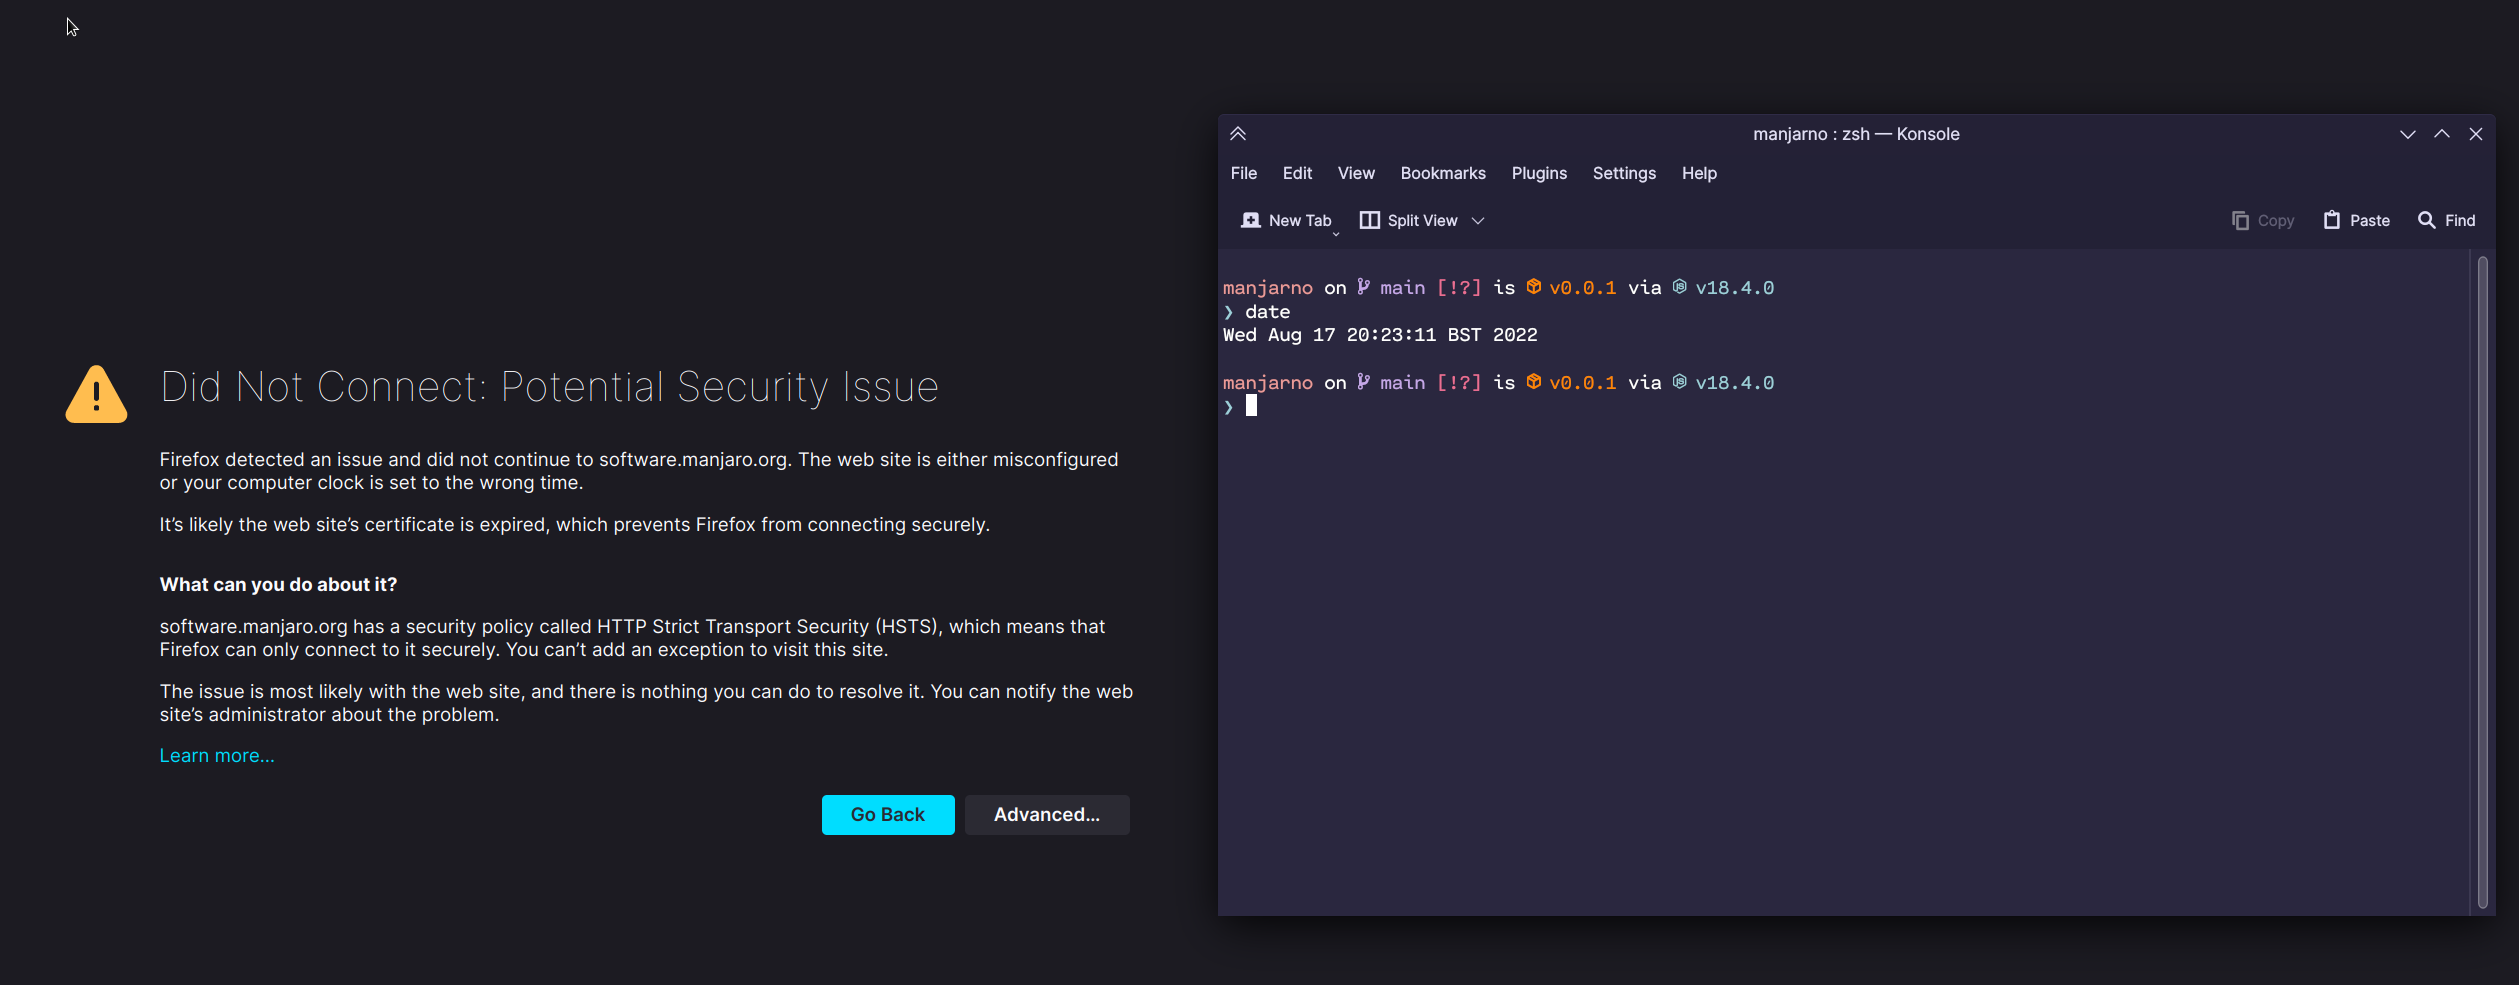 Did Not Connect: Potential Security Issue
Firefox detected an issue and did not continue to software.manjaro.org. The web site is either misconfigured
or your computer clock is set to the wrong time.
It’s likely the web site’s certificate is expired, which prevents Firefox from connecting securely.
What can you do about it?
software.manjaro.org has a security policy called HTTP Strict Transport Security (HSTS), which means that
Firefox can only connect to it securely. You can’t add an exception to visit this site.
The issue is most likely with the web site, and there is nothing you can do to resolve it. You can notify the web
site’s administrator about the problem.
Learn more...
Go Back Advanced...
manjarno : zsh — Konsole
File Edit View Bookmarks Plugins Settings Help
New Tab Split View Copy Paste Find
manjarno on main [!?] is v0.0.1 via v18.4.0
❯ date
Wed Aug 17 20:23:11 BST 2022
manjarno on main [!?] is v0.0.1 via v18.4.0
❯